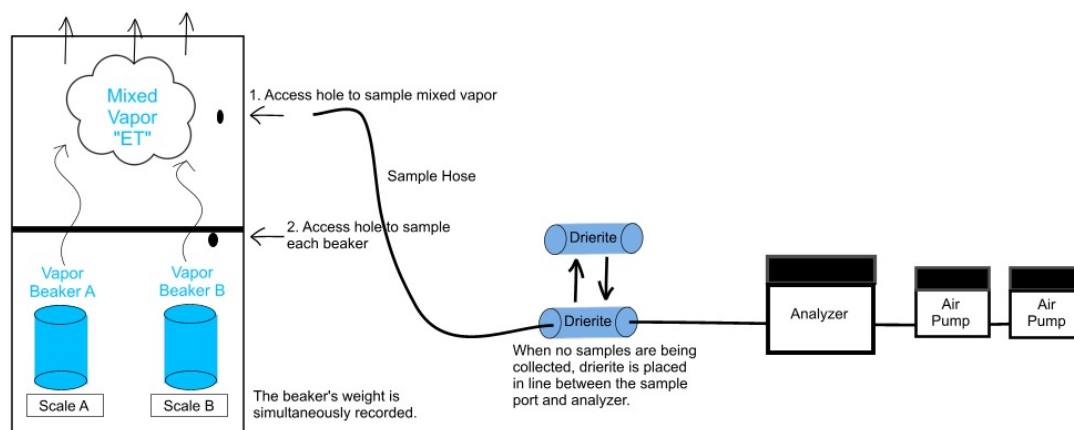 Mixed
Vapor
"ET"
1. Access hole to sample mixed vapor
Sample Hose
2. Access hole to sample
each beaker
Vapor
Beaker A
Vapor
Beaker B
Scale A
Scale B
The beaker's weight is
simultaneously recorded.
Drierite
Drierite
When no samples are being
collected, drierite is placed
in line between the sample
port and analyzer.
Analyzer
Air
Pump
Air
Pump